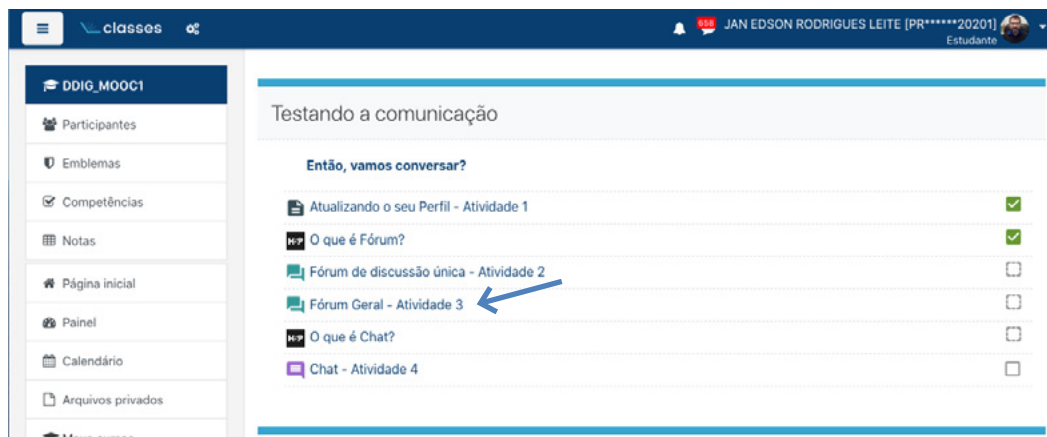 classes
658
JAN EDSON RODRIGUES LEITE [PR******20201]
Estudante
DDIG_MOOC1
Participantes
Emblemas
Competências
Notas
Página inicial
Painel
Calendário
Arquivos privados
Testando a comunicação
Então, vamos conversar?
Atualizando o seu Perfil - Atividade 1
H-P O que é Fórum?
Fórum de discussão única - Atividade 2
Fórum Geral - Atividade 3
H-P O que é Chat?
Chat - Atividade 4